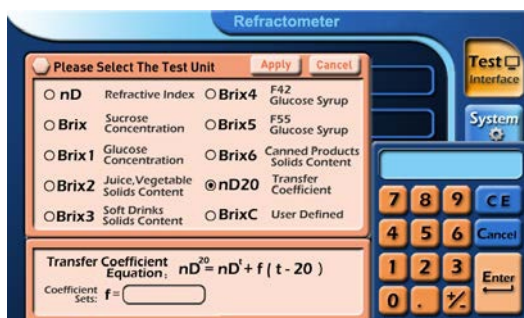 Refractometer
Please Select The Test Unit Apply Cancel
nD Refractive Index
Brix Sucrose Concentration
Brix1 Glucose Concentration
Brix2 Juice,Vegetable Solids Content
Brix3 Soft Drinks Solids Content
Brix4 F42 Glucose Syrup
Brix5 F55 Glucose Syrup
Brix6 Canned Products Solids Content
nD20 Transfer Coefficient
BrixC User Defined
Transfer Coefficient Equation: nD²⁰= nDᵗ+ f ( t - 20 )
Coefficient Sets: f=
Test
Interface
System
7 8 9 CE
4 5 6 Cancel
1 2 3 Enter
0 . +/-